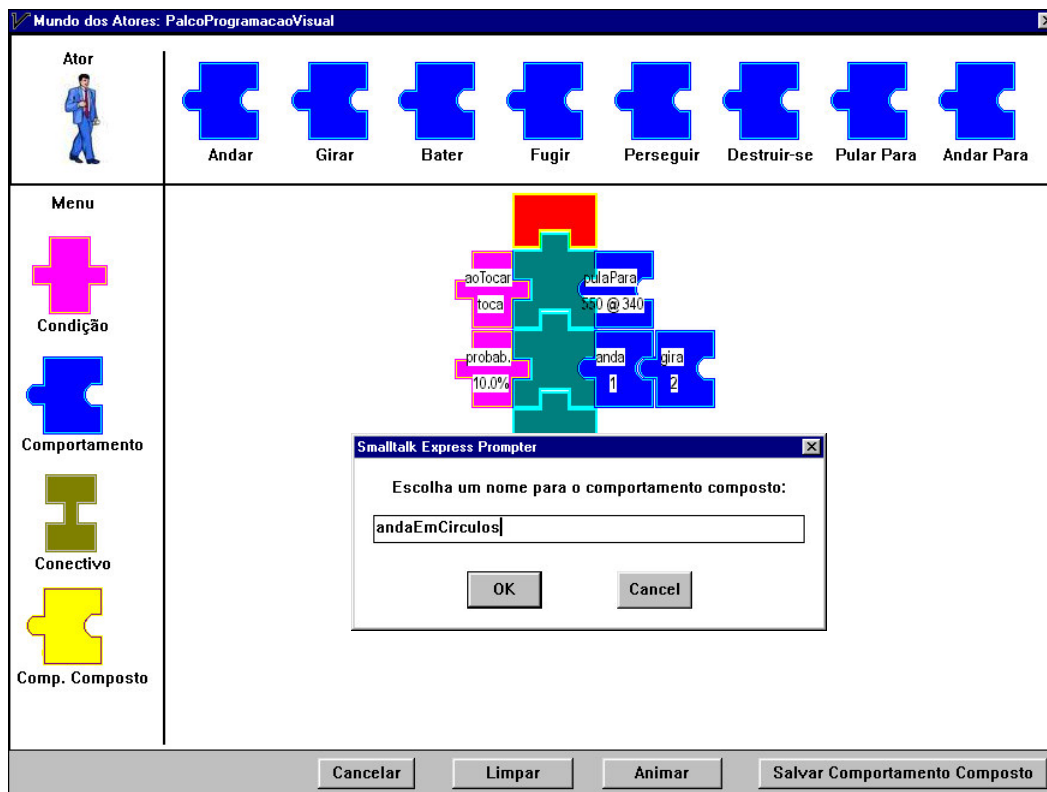 Mundo dos Atores: PalcoProgramacaoVisual
Ator
Andar
Girar
Bater
Fugir
Perseguir
Destruir-se
Pular Para
Andar Para
Menu
Condição
Comportamento
Conectivo
Comp. Composto
aoTocar
toca
pulaPara
550 @ 340
probab.
10.0%
anda
1
gira
2
Smalltalk Express Prompter
Escolha um nome para o comportamento composto:
andaEmCirculos
OK
Cancel
Cancelar
Limpar
Animar
Salvar Comportamento Composto